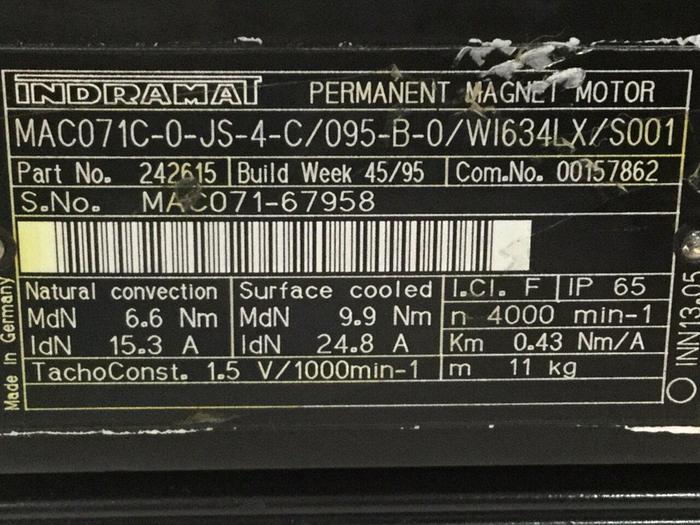 INDRAMAT PERMANENT MAGNET MOTOR
MAC071C-0-JS-4-C/095-B-0/WI634LX/S001
Part No. 242615 Build Week 45/95 Com.No. 00157862
S.No. MAC071-67958
Natural convection Surface cooled I.Cl. F IP 65
MdN 6.6 Nm MdN 9.9 Nm n 4000 min-1
IdN 15.3 A IdN 24.8 A Km 0.43 Nm/A
TachoConst. 1.5 V/1000min-1 m 11 kg
Made in Germany
INN13.05